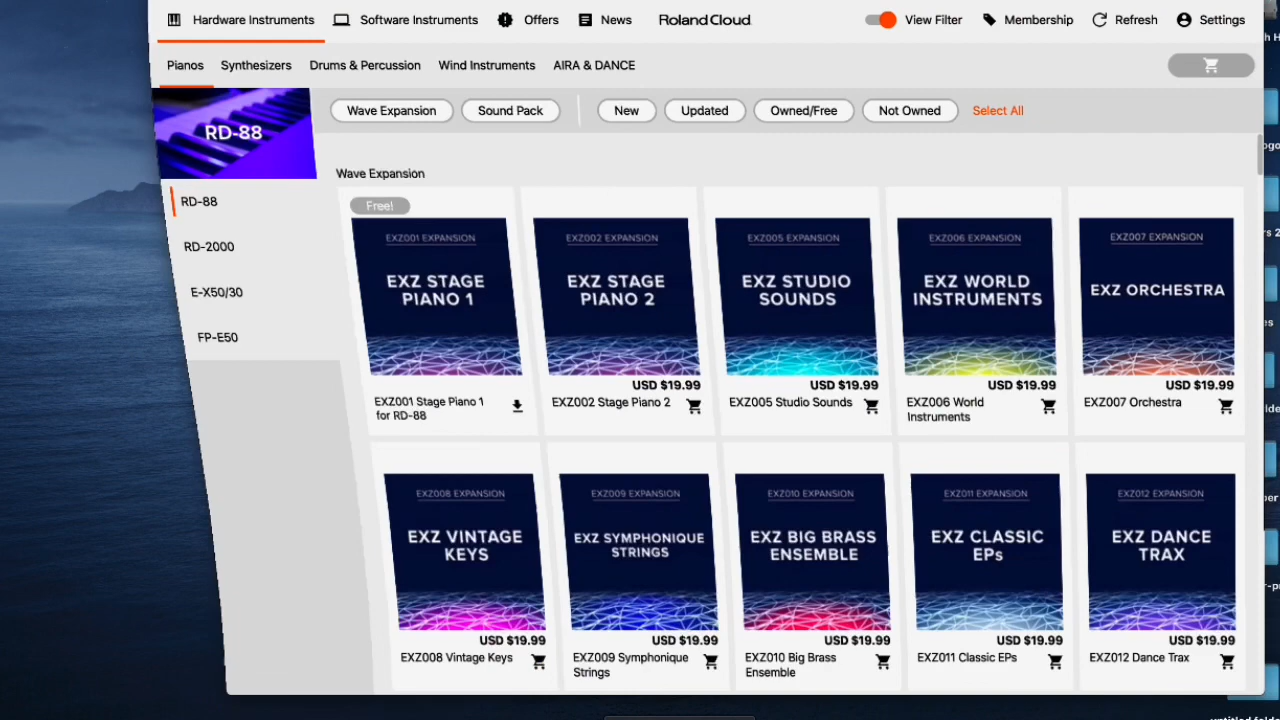 Hardware Instruments
Software Instruments
Offers
News
Roland Cloud
View Filter
Membership
Refresh
Settings
Pianos
Synthesizers
Drums & Percussion
Wind Instruments
AIRA & DANCE
RD-88
Wave Expansion
Sound Pack
New
Updated
Owned/Free
Not Owned
Select All
RD-88
RD-2000
E-X50/30
FP-E50
Wave Expansion
Free!
EXZ001 EXPANSION
EXZ STAGE
PIANO 1
EXZ001 Stage Piano 1
for RD-88
EXZ002 EXPANSION
EXZ STAGE
PIANO 2
USD $19.99
EXZ002 Stage Piano 2
EXZ005 EXPANSION
EXZ STUDIO
SOUNDS
USD $19.99
EXZ005 Studio Sounds
EXZ006 EXPANSION
EXZ WORLD
INSTRUMENTS
USD $19.99
EXZ006 World
Instruments
EXZ007 EXPANSION
EXZ ORCHESTRA
USD $19.99
EXZ007 Orchestra
EXZ008 EXPANSION
EXZ VINTAGE
KEYS
USD $19.99
EXZ008 Vintage Keys
EXZ009 EXPANSION
EXZ SYMPHONIQUE
STRINGS
USD $19.99
EXZ009 Symphonique
Strings
EXZ010 EXPANSION
EXZ BIG BRASS
ENSEMBLE
USD $19.99
EXZ010 Big Brass
Ensemble
EXZ011 EXPANSION
EXZ CLASSIC
EPs
USD $19.99
EXZ011 Classic EPs
EXZ012 EXPANSION
EXZ DANCE
TRAX
USD $19.99
EXZ012 Dance Trax